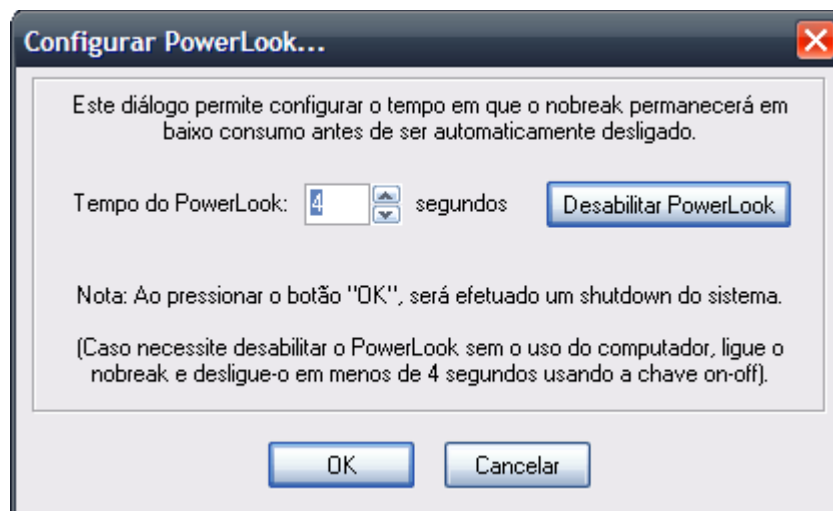 Configurar PowerLook...
Este diálogo permite configurar o tempo em que o nobreak permanecerá em
baixo consumo antes de ser automaticamente desligado.
Tempo do PowerLook: 4 segundos Desabilitar PowerLook
Nota: Ao pressionar o botão "OK", será efetuado um shutdown do sistema.
(Caso necessite desabilitar o PowerLook sem o uso do computador, ligue o
nobreak e desligue-o em menos de 4 segundos usando a chave on-off).
OK Cancelar